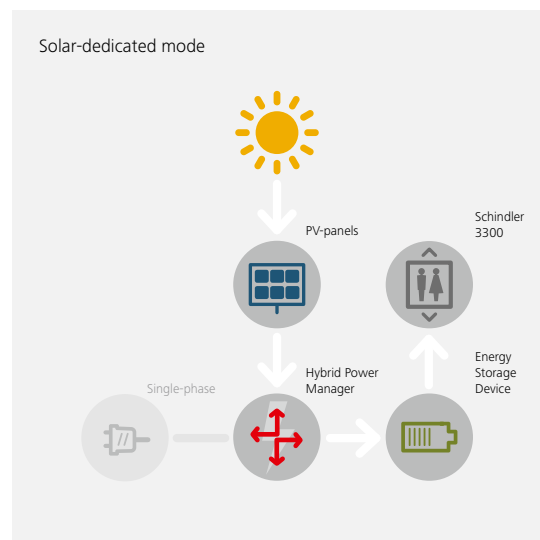 Solar-dedicated mode
PV-panels
Schindler
3300
Single-phase
Hybrid Power
Manager
Energy
Storage
Device